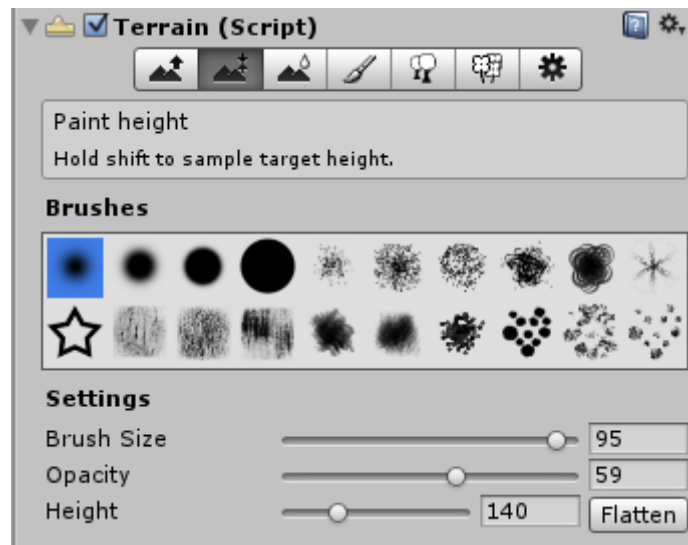 Terrain (Script)
Paint height
Hold shift to sample target height.
Brushes
Settings
Brush Size 95
Opacity 59
Height 140 Flatten